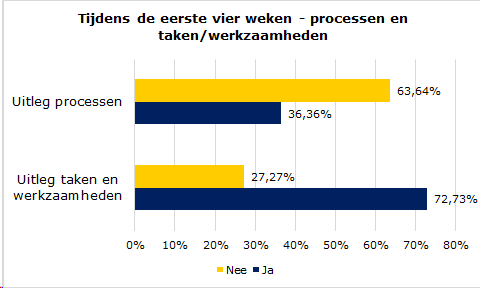 Tijdens de eerste vier weken - processen en
taken/werkzaamheden
Uitleg processen
63,64%
36,36%
Uitleg taken en
werkzaamheden
27,27%
72,73%
0% 10% 20% 30% 40% 50% 60% 70% 80%
Nee Ja